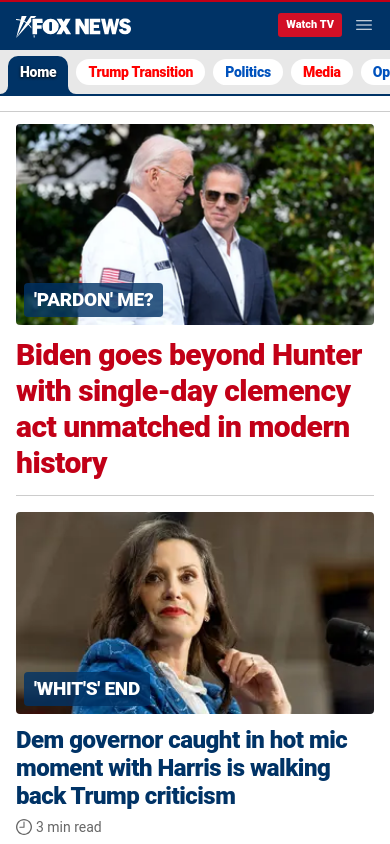 FOX NEWS
Watch TV
Home
Trump Transition
Politics
Media
Op
'PARDON' ME?
Biden goes beyond Hunter
with single-day clemency
act unmatched in modern
history
'WHIT'S' END
Dem governor caught in hot mic
moment with Harris is walking
back Trump criticism
3 min read